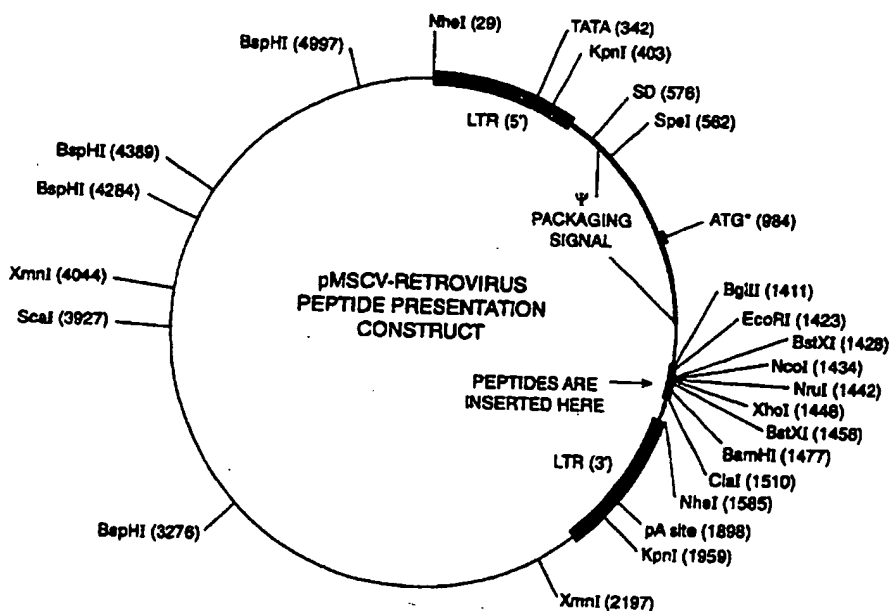 NheI (29)
TATA (342)
KpnI (403)
BspHI (4997)
SD (576)
SpeI (562)
LTR (5')
BspHI (4389)
BspHI (4284)
Ψ
PACKAGING
SIGNAL
ATG* (984)
XmnI (4044)
ScaI (3927)
pMSCV-RETROVIRUS
PEPTIDE PRESENTATION
CONSTRUCT
BglII (1411)
EcoRI (1423)
BstXI (1428)
NcoI (1434)
NruI (1442)
XhoI (1448)
BstXI (1456)
BamHI (1477)
ClaI (1510)
NheI (1585)
PEPTIDES ARE
INSERTED HERE
LTR (3')
pA site (1898)
KpnI (1959)
BspHI (3276)
XmnI (2197)